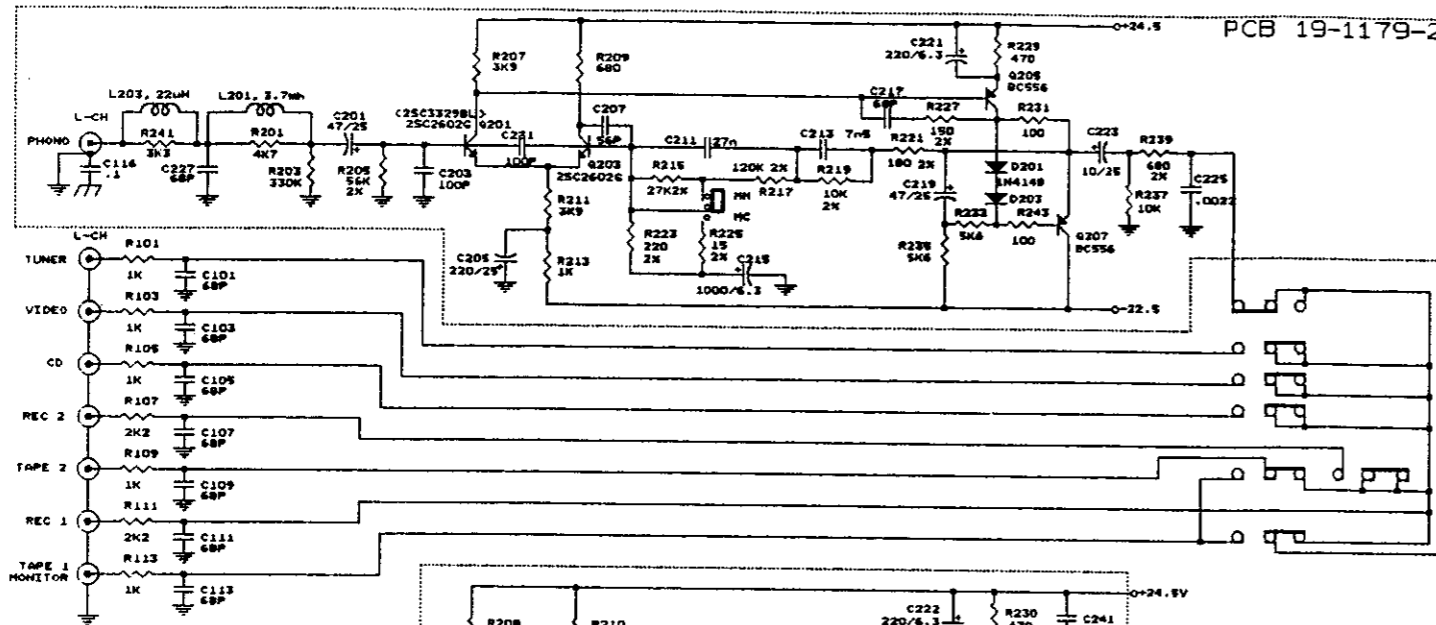 PCB 19-1179-2
+24.5
C221
220/6.3
R229
470
Q205
BC556
R207
3K9
R209
680
L203, 22uH
L201, 3.7mh
L-CH
PHONO
R241
3K3
R201
4K7
C201
47/25
C116
.1
C227
68P
R203
330K
R205
56K
2%
C203
100P
<2SC3329BL>
2SC2602G Q201
C207
56P
100P
Q203
2SC2602G
C217
68P
R227
150
2%
R231
100
C211
27n
C213
7n5
R221
180 2%
C223
10/25
R239
680
2%
R215
27K2%
120K 2%
R217
R219
10K
2%
D201
1N4148
D203
C219
47/25
R237
10K
C225
.0022
MM
MC
R211
3K9
R223
220
2%
R225
15
2%
5K6
R243
100
Q207
BC556
R235
5K6
C205
220/25
R213
1K
C215
1000/6.3
-22.5
L-CH
TUNER
R101
1K
C101
68P
VIDEO
R103
1K
C103
68P
CD
R105
1K
C105
68P
REC 2
R107
2K2
C107
68P
TAPE 2
R109
1K
C109
68P
REC 1
R111
2K2
C111
68P
TAPE 1
MONITOR
R113
1K
C113
68P
+24.5V
R208
R210
C222
220/6.3
R230
C241